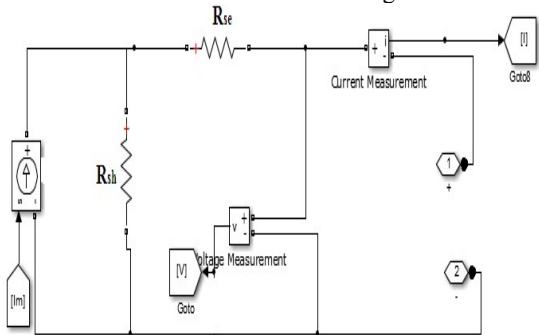 Rse
+
i
+
-
[I]
Goto8
Current Measurement
1
+
+
Rsh
+
v
+
-
[V]
Voltage Measurement
Goto
2
-
[Im]